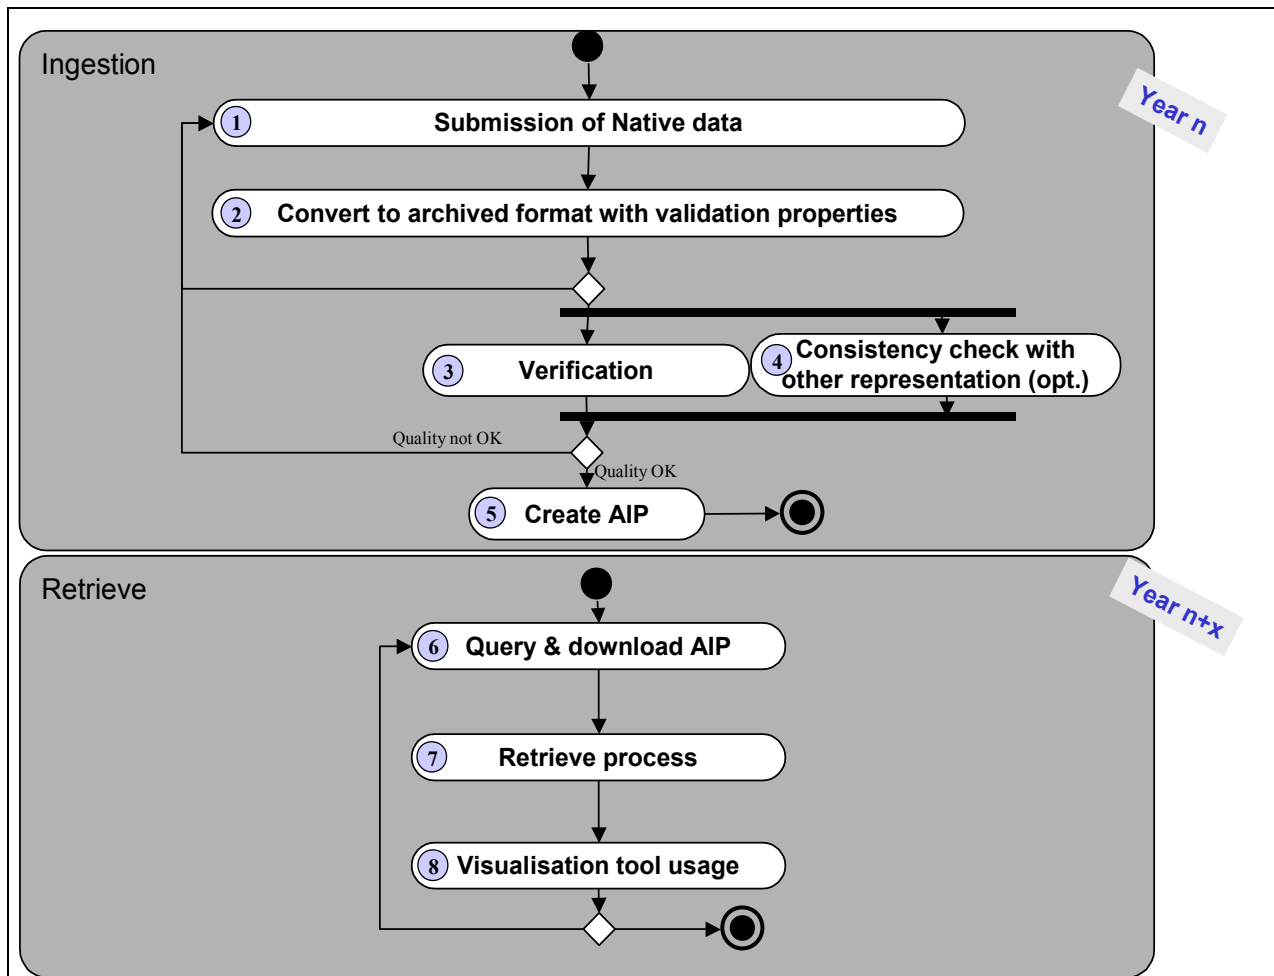 Ingestion
Year n
1 Submission of Native data
2 Convert to archived format with validation properties
3 Verification
4 Consistency check with
other representation (opt.)
Quality not OK
Quality OK
5 Create AIP
Retrieve
Year n+x
6 Query & download AIP
7 Retrieve process
8 Visualisation tool usage